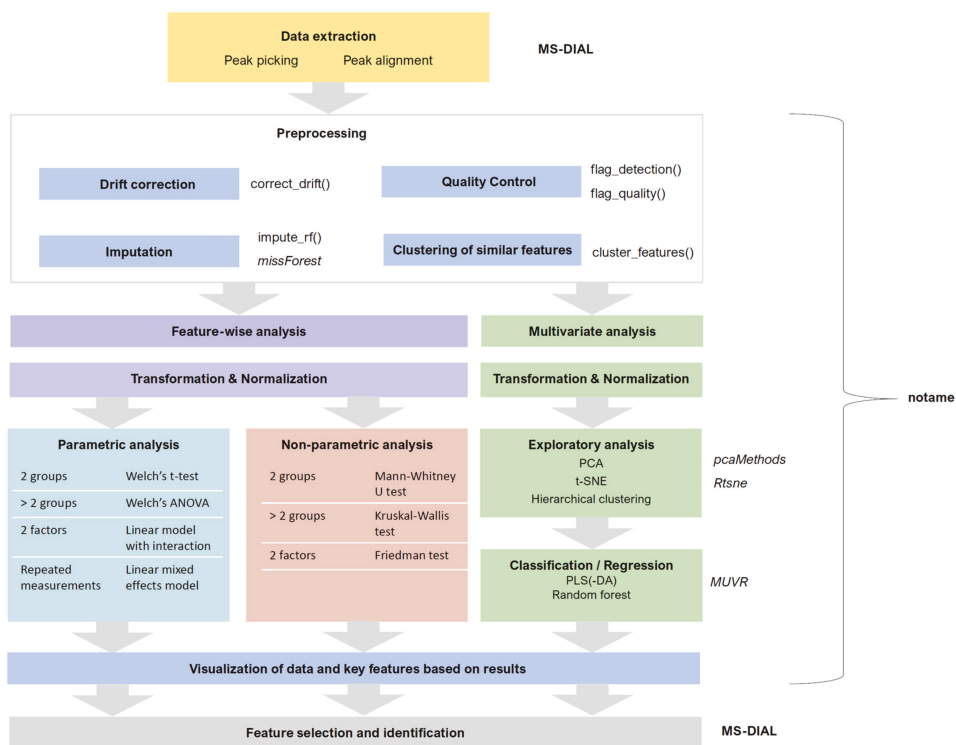 Data extraction
Peak picking Peak alignment
MS-DIAL
Preprocessing
Drift correction
correct_drift()
Quality Control
flag_detection()
flag_quality()
Imputation
impute_rf()
missForest
Clustering of similar features
cluster_features()
Feature-wise analysis
Multivariate analysis
Transformation & Normalization
Transformation & Normalization
notame
Parametric analysis
2 groups Welch's t-test
> 2 groups Welch's ANOVA
2 factors Linear model
with interaction
Repeated Linear mixed
measurements effects model
Non-parametric analysis
2 groups Mann-Whitney
U test
> 2 groups Kruskal-Wallis
test
2 factors Friedman test
Exploratory analysis
PCA
t-SNE
Hierarchical clustering
pcaMethods
Rtsne
Classification / Regression
PLS(-DA)
Random forest
MUVR
Visualization of data and key features based on results
Feature selection and identification
MS-DIAL